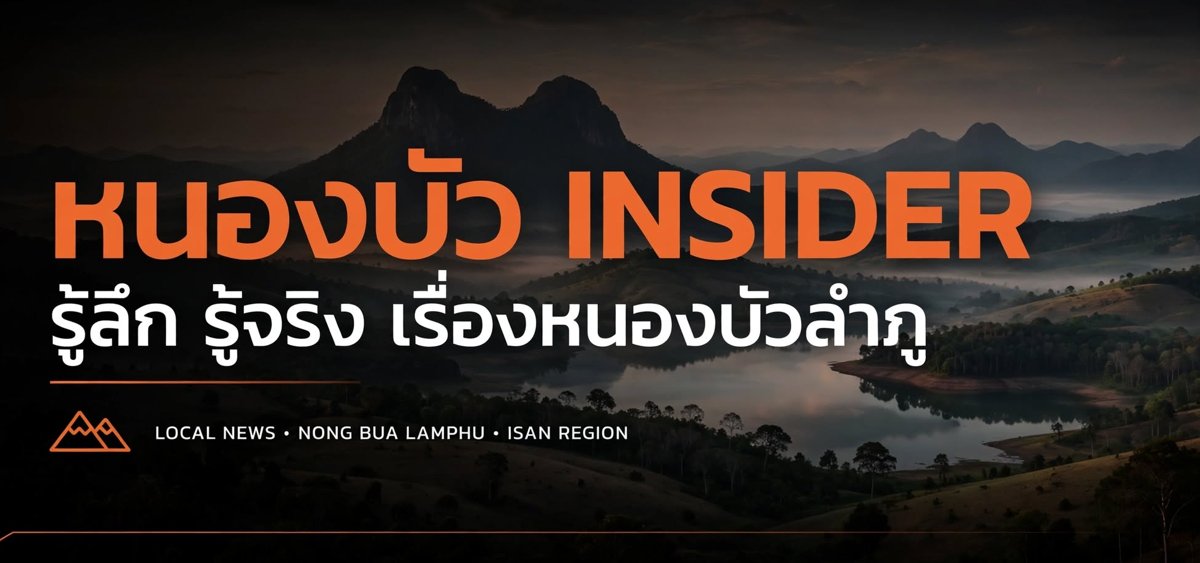 หนองบัว INSIDER
รู้ลึก รู้จริง เรื่องหนองบัวลำภู
LOCAL NEWS • NONG BUA LAMPHU • ISAN REGION